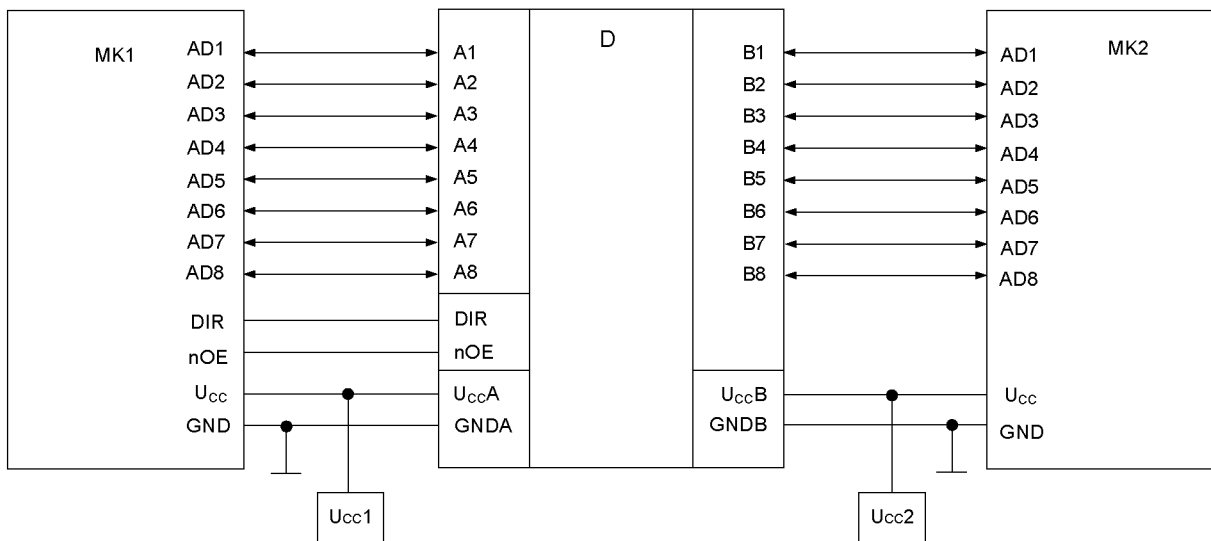 D
MK1
MK2
AD1 A1 B1 AD1
AD2 A2 B2 AD2
AD3 A3 B3 AD3
AD4 A4 B4 AD4
AD5 A5 B5 AD5
AD6 A6 B6 AD6
AD7 A7 B7 AD7
AD8 A8 B8 AD8
DIR DIR
nOE nOE
UCC UCCA UCCB UCC
GND GNDA GNDB GND
UCC1 UCC2